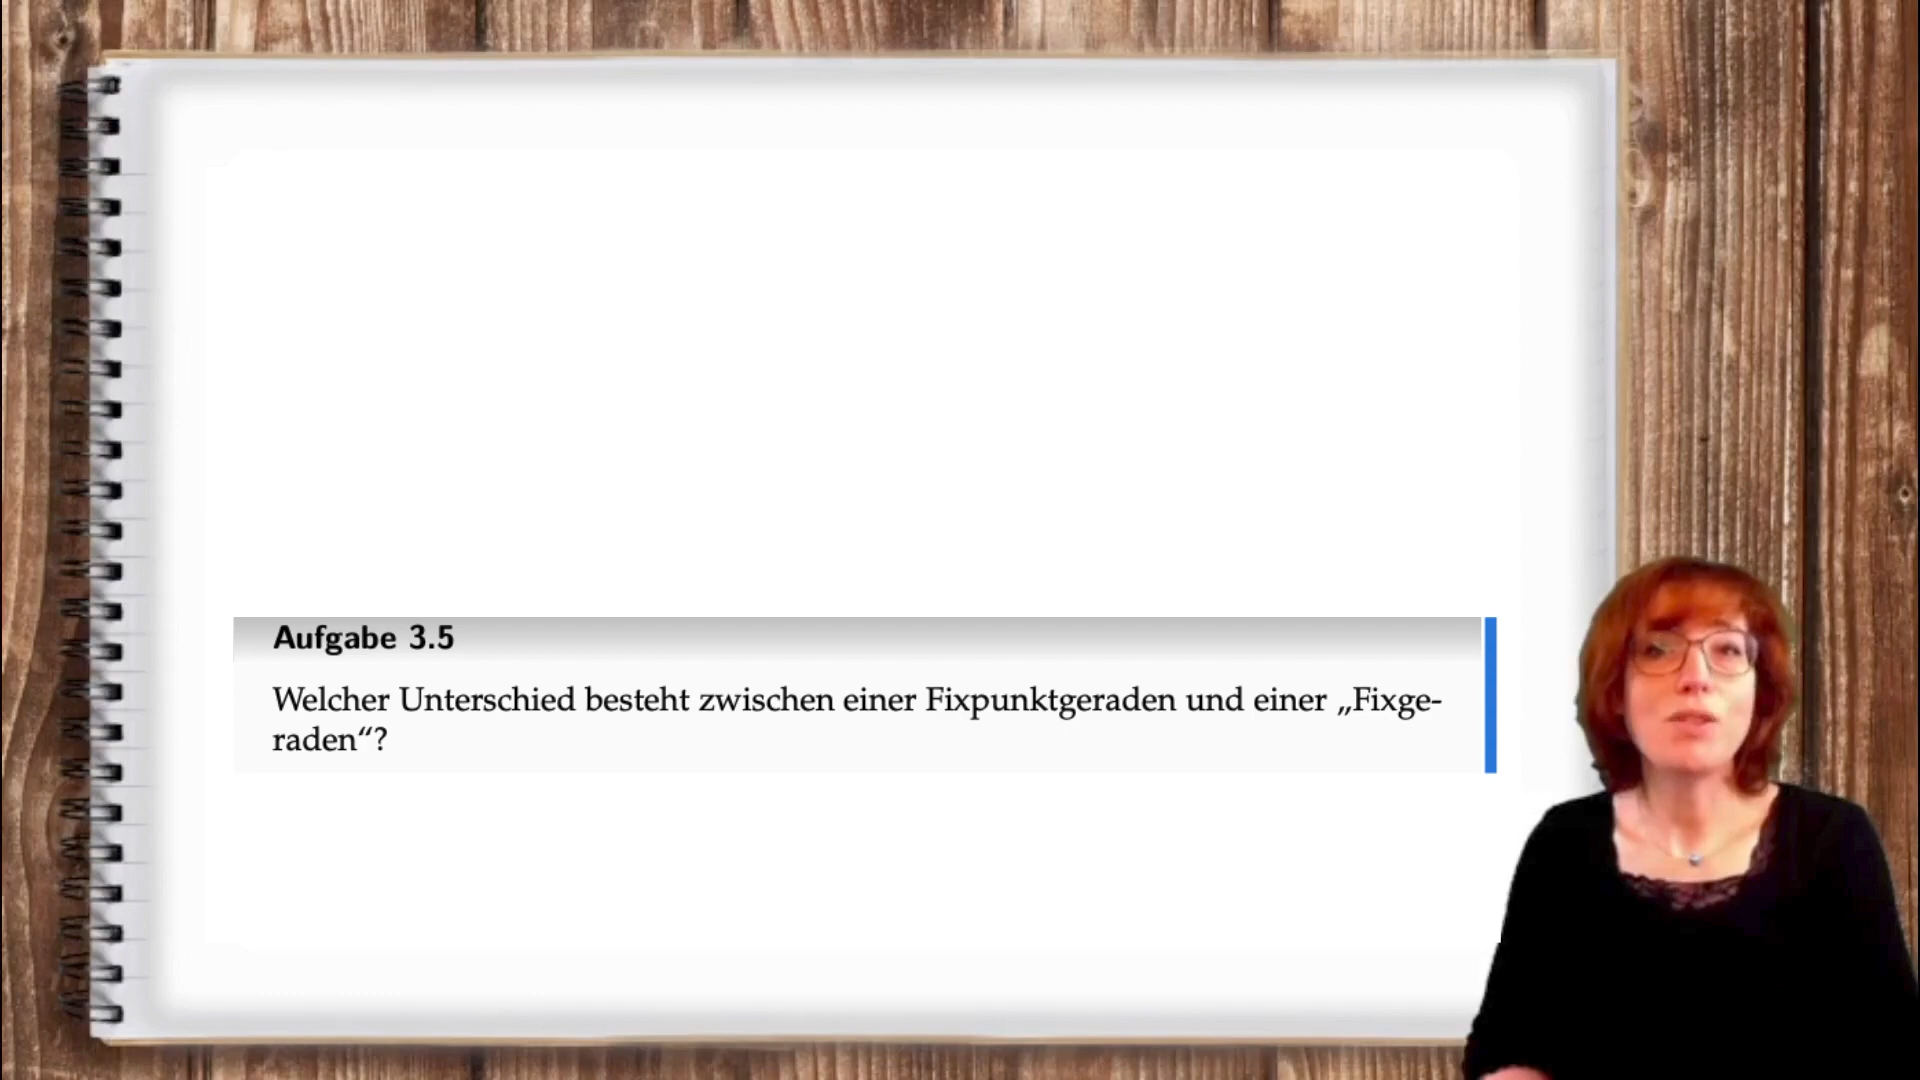 Aufgabe 3.5
Welcher Unterschied besteht zwischen einer Fixpunktgeraden und einer „Fixge-
raden“?